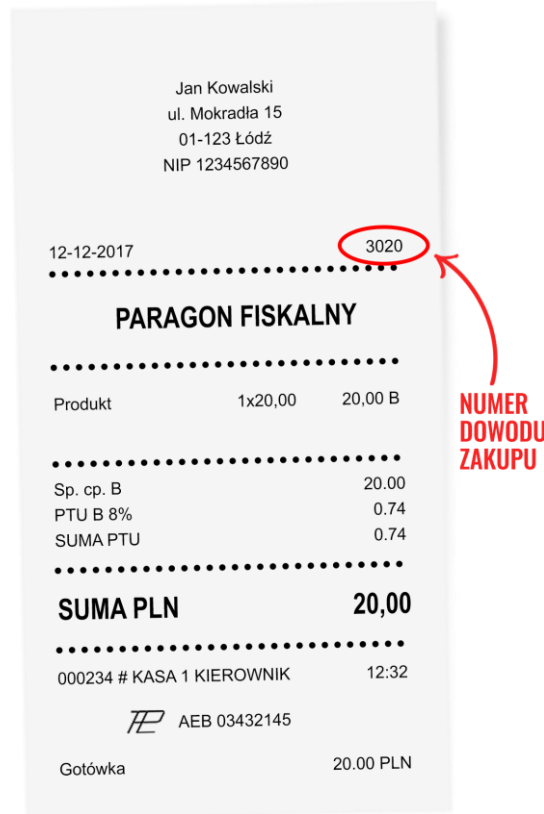 Jan Kowalski
ul. Mokradła 15
01-123 Łódź
NIP 1234567890
12-12-2017 3020
PARAGON FISKALNY
Produkt 1x20,00 20,00 B
NUMER
DOWODU
ZAKUPU
Sp. cp. B 20.00
PTU B 8% 0.74
SUMA PTU 0.74
SUMA PLN 20,00
000234 # KASA 1 KIEROWNIK 12:32
AEB 03432145
Gotówka 20.00 PLN